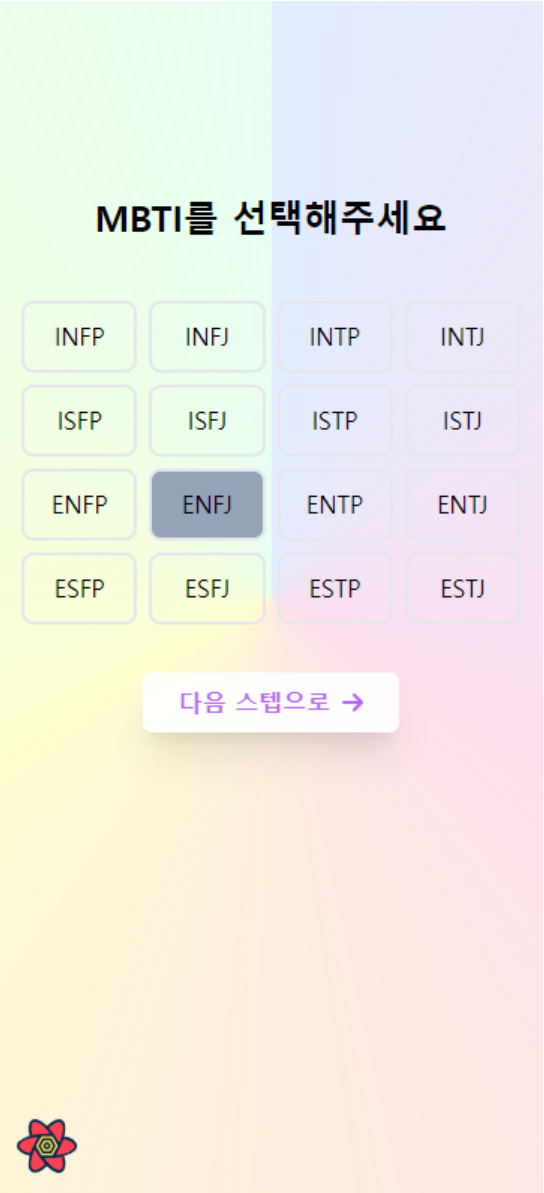 MBTI를 선택해주세요
INFP INFJ INTP INTJ
ISFP ISFJ ISTP ISTJ
ENFP ENFJ ENTP ENTJ
ESFP ESFJ ESTP ESTJ
다음 스텝으로 →